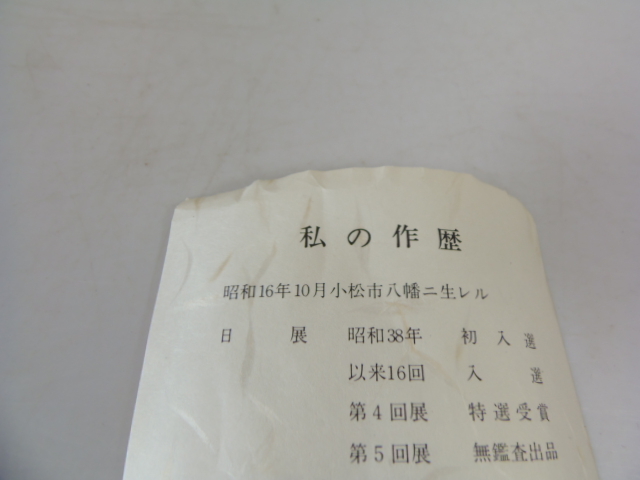 私の作歴
昭和16年10月小松市八幡ニ生レル
日展 昭和38年 初入選
以来16回 入選
第4回展 特選受賞
第5回展 無鑑査出品